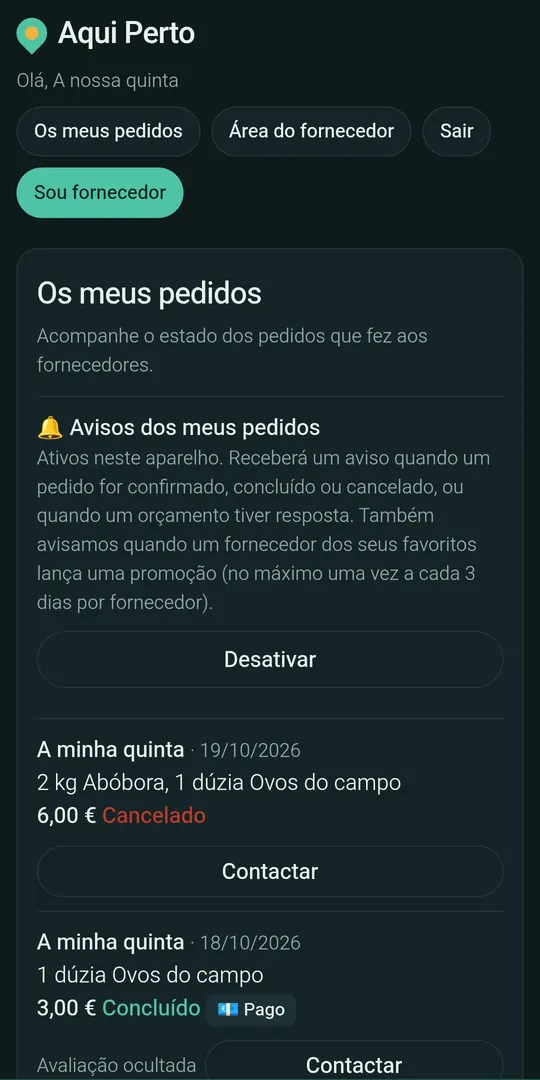 Aqui Perto
Olá, A nossa quinta
Os meus pedidos
Área do fornecedor
Sair
Sou fornecedor
Os meus pedidos
Acompanhe o estado dos pedidos que fez aos
fornecedores.
🔔 Avisos dos meus pedidos
Ativos neste aparelho. Receberá um aviso quando um
pedido for confirmado, concluído ou cancelado, ou
quando um orçamento tiver resposta. Também
avisamos quando um fornecedor dos seus favoritos
lança uma promoção (no máximo uma vez a cada 3
dias por fornecedor).
Desativar
A minha quinta · 19/10/2026
2 kg Abóbora, 1 dúzia Ovos do campo
6,00 € Cancelado
Contactar
A minha quinta · 18/10/2026
1 dúzia Ovos do campo
3,00 € Concluído 💶 Pago
Avaliação ocultada
Contactar